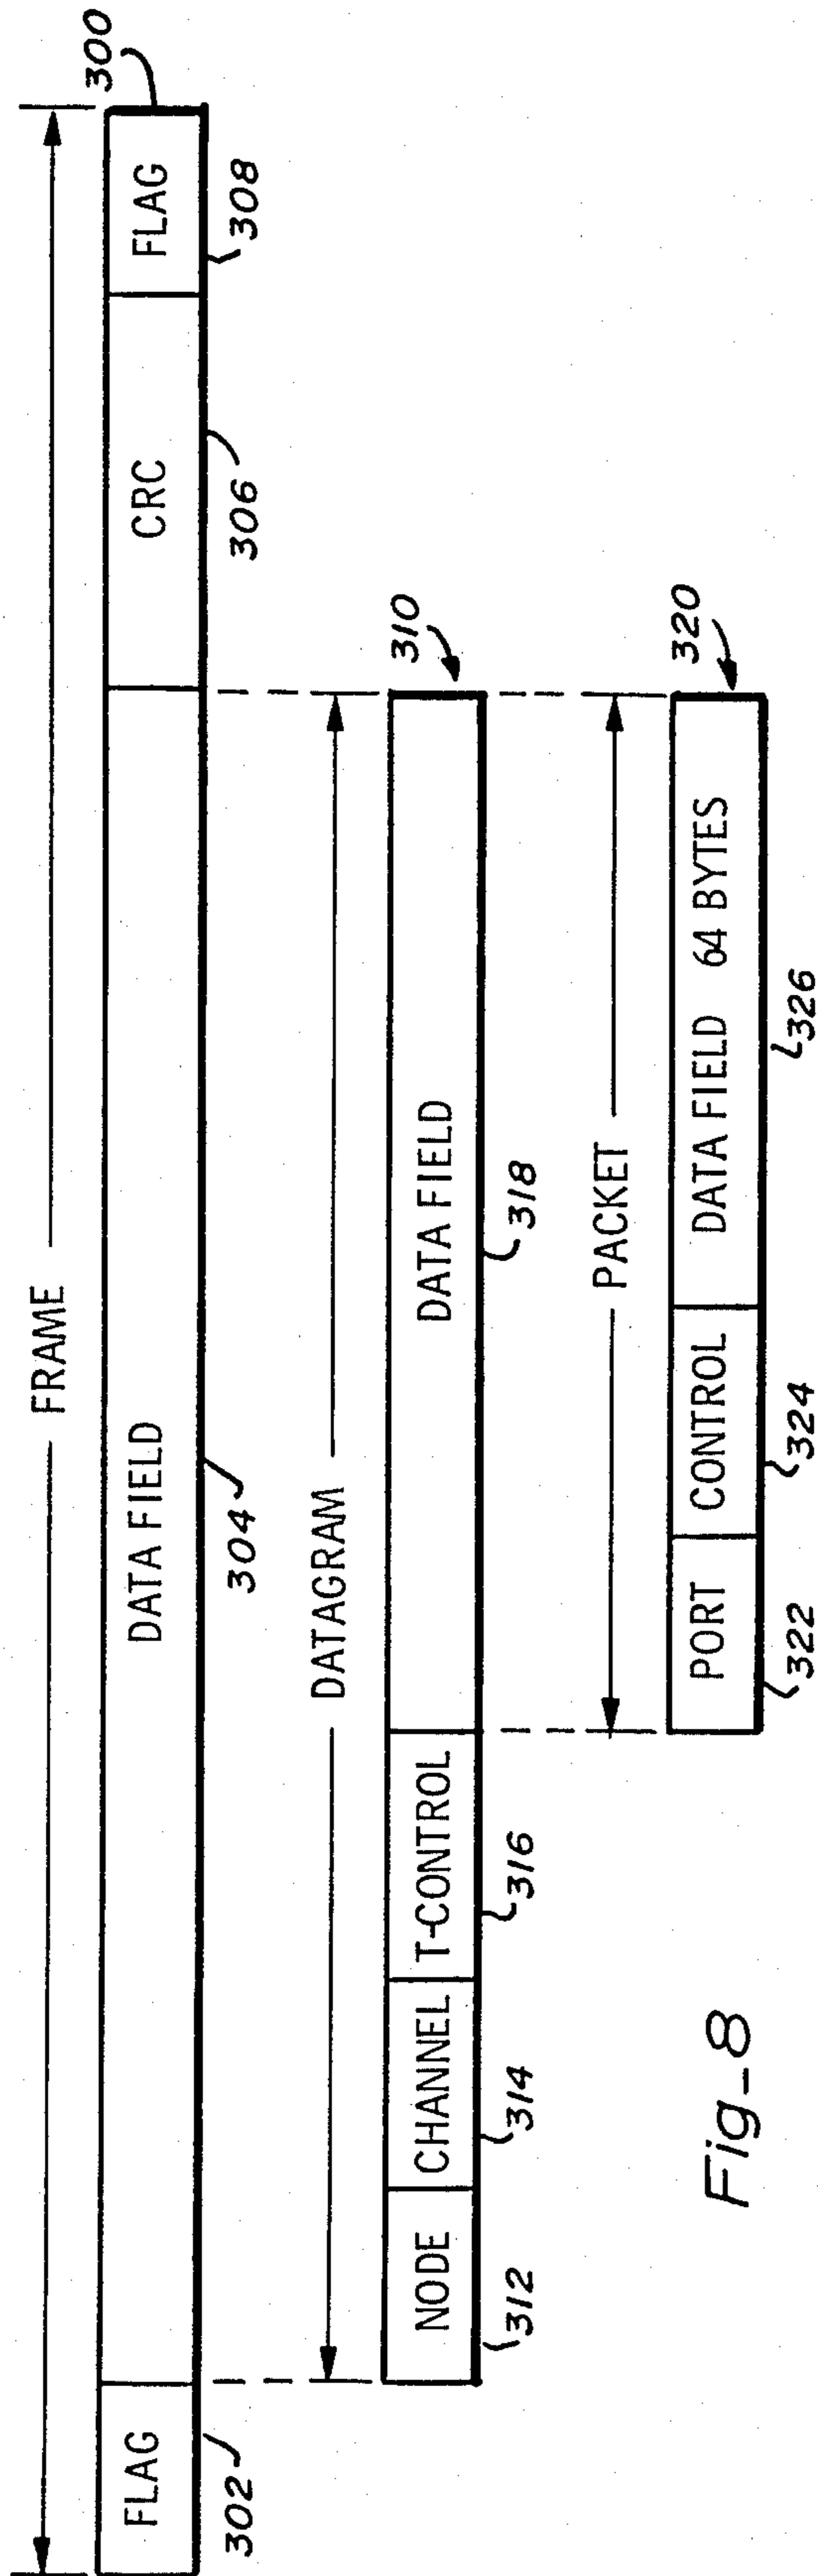 FRAME
300
FLAG DATA FIELD CRC FLAG
302 304 306 308
DATAGRAM
310
NODE CHANNEL T-CONTROL DATA FIELD
312 314 316 318
PACKET
320
PORT CONTROL DATA FIELD 64 BYTES
322 324 326
Fig_8